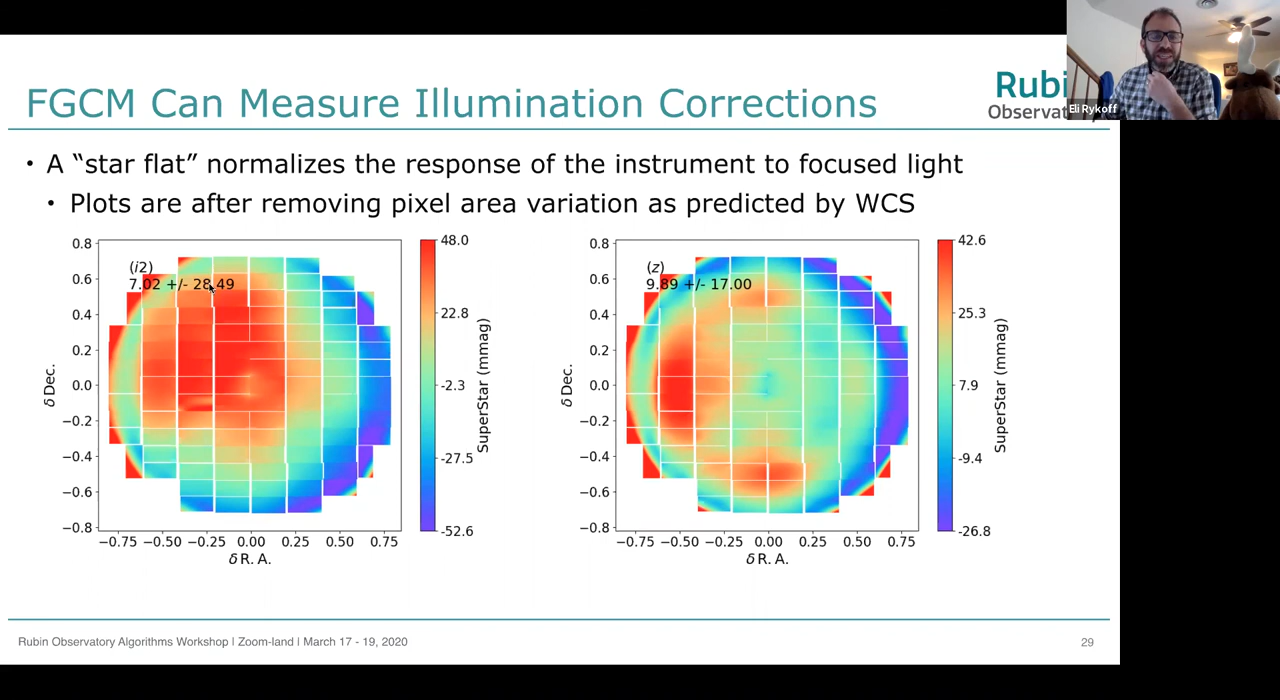 FGCM Can Measure Illumination Corrections
Rubi
Observat
Eli Rykoff
• A “star flat” normalizes the response of the instrument to focused light
• Plots are after removing pixel area variation as predicted by WCS
(i2)
7.02 +/- 28.49
0.8
0.6
0.4
0.2
0.0
−0.2
−0.4
−0.6
−0.8
δ Dec.
−0.75 −0.50 −0.25 0.00 0.25 0.50 0.75
δ R. A.
48.0
22.8
-2.3
-27.5
-52.6
SuperStar (mmag)
(z)
9.89 +/- 17.00
0.8
0.6
0.4
0.2
0.0
−0.2
−0.4
−0.6
−0.8
δ Dec.
−0.75 −0.50 −0.25 0.00 0.25 0.50 0.75
δ R. A.
42.6
25.3
7.9
-9.4
-26.8
SuperStar (mmag)
Rubin Observatory Algorithms Workshop | Zoom-land | March 17 - 19, 2020
29